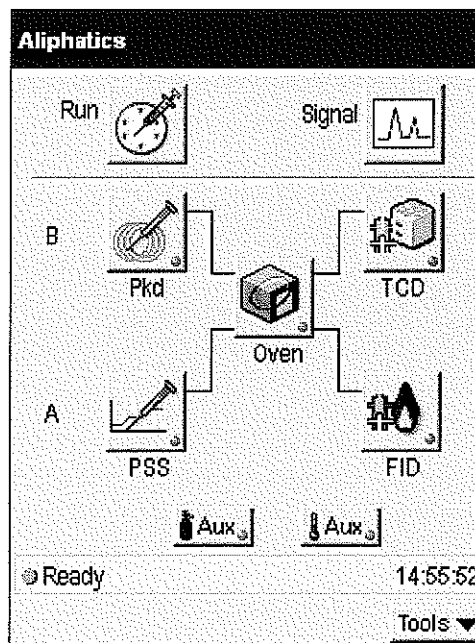 Aliphatics
Run Signal
B
Pkd TCD
Oven
A
PSS FID
Aux Aux
Ready 14:55:52
Tools